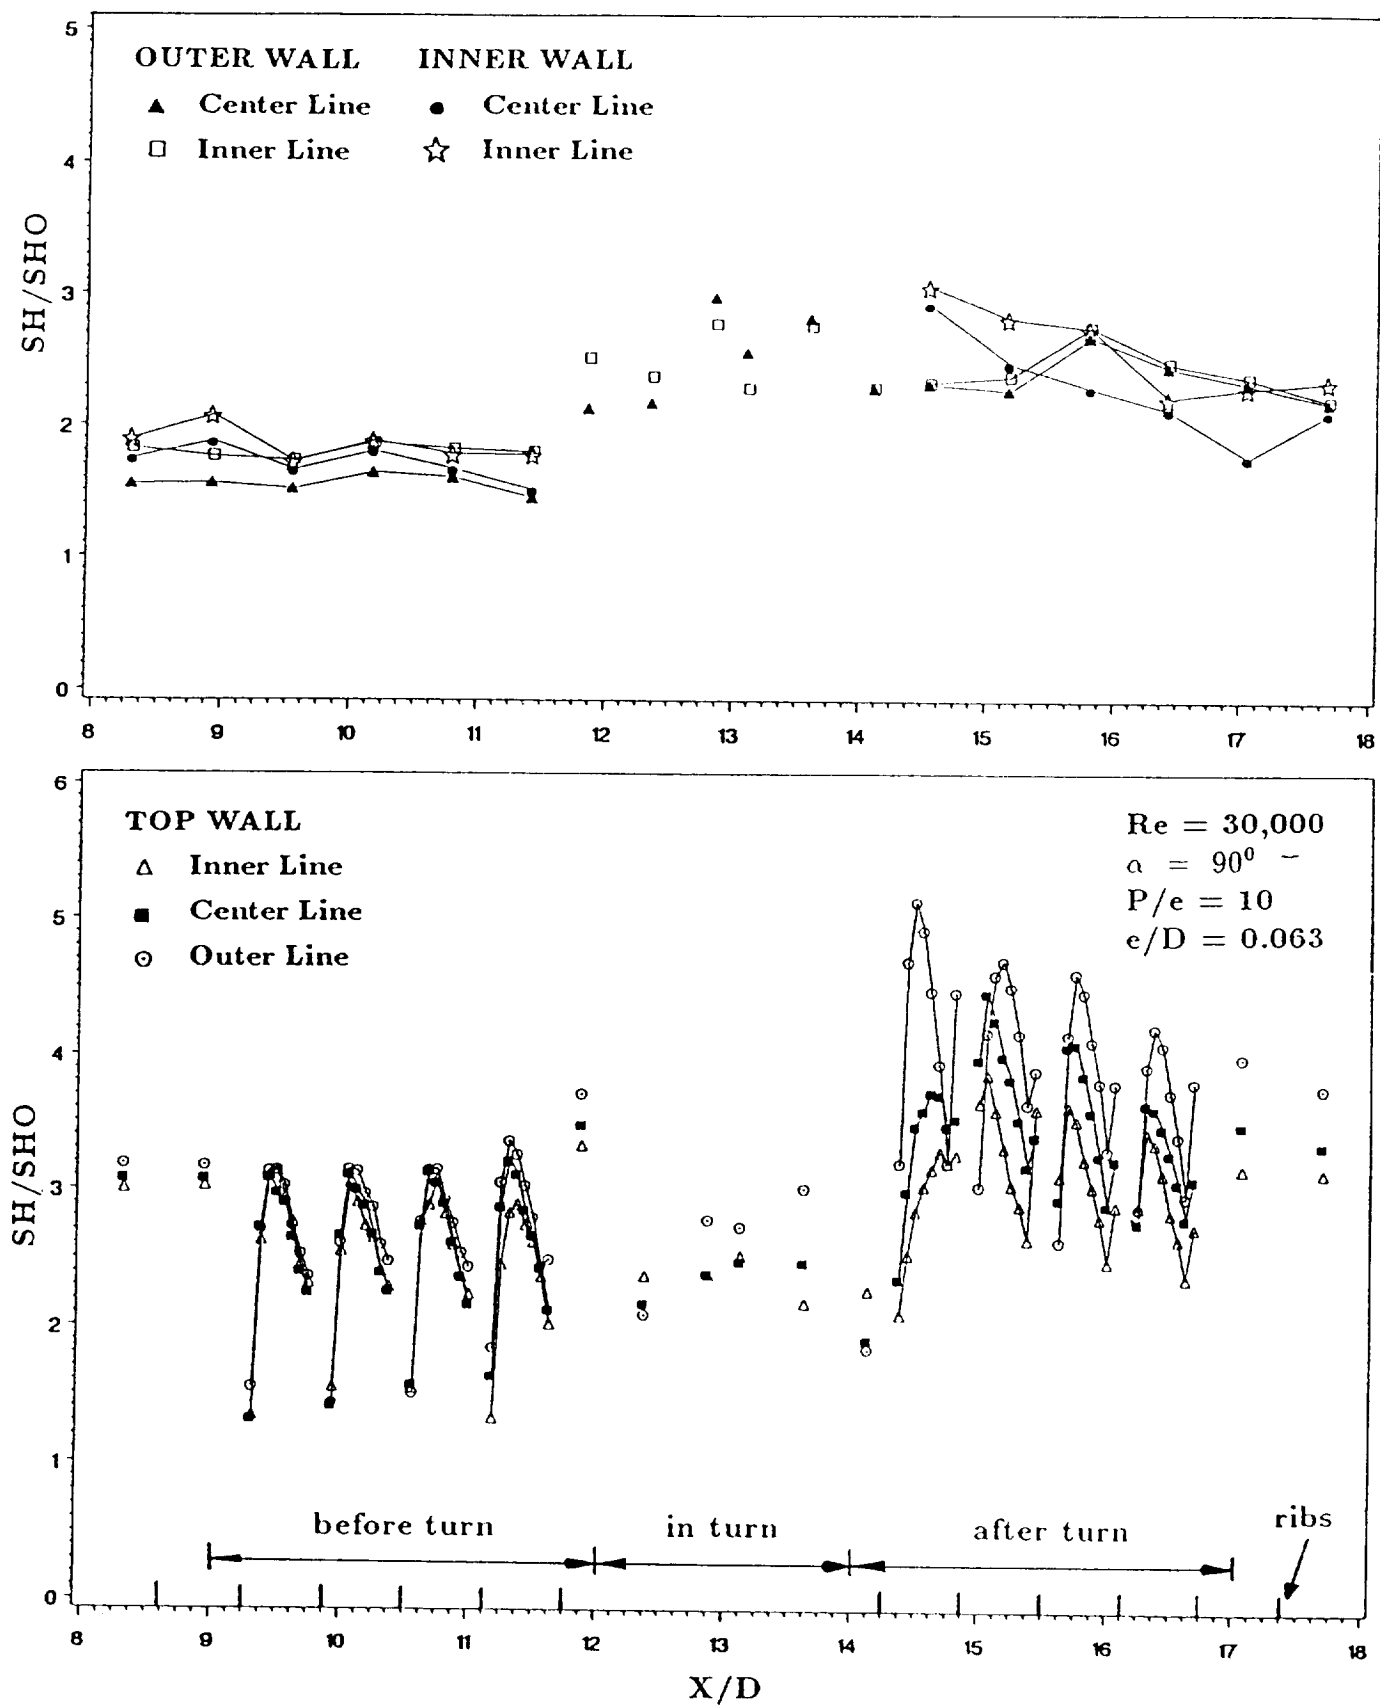 5
OUTER WALL INNER WALL
Center Line Center Line
Inner Line Inner Line
4
SH/SHO
3
2
1
0
8 9 10 11 12 13 14 15 16 17 18
6
TOP WALL
Inner Line
Center Line
Outer Line
Re = 30,000
α = 90⁰
P/e = 10
e/D = 0.063
5
4
SH/SHO
3
2
1
before turn in turn after turn ribs
0
8 9 10 11 12 13 14 15 16 17 18
X/D